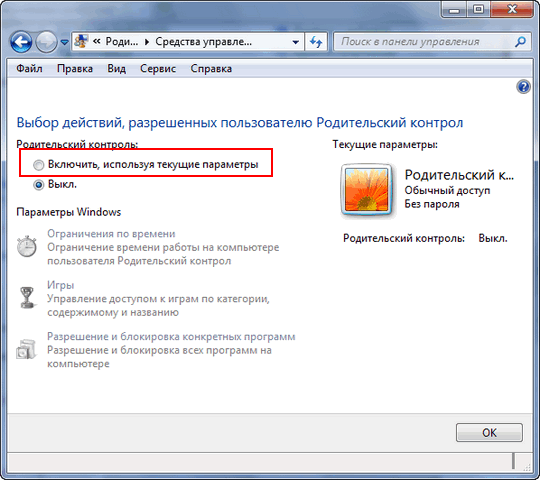 « Роди... Средства управле...
Поиск в панели управления
Файл Правка Вид Сервис Справка
Выбор действий, разрешенных пользователю Родительский контрол
Родительский контроль:
Включить, используя текущие параметры
Выкл.
Параметры Windows
Ограничения по времени
Ограничение времени работы на компьютере
пользователя Родительский контрол
Игры
Управление доступом к играм по категории,
содержимому и названию
Разрешение и блокировка конкретных программ
Разрешение и блокировка всех программ на
компьютере
Текущие параметры:
Родительский к...
Обычный доступ
Без пароля
Родительский контроль: Выкл.
OK